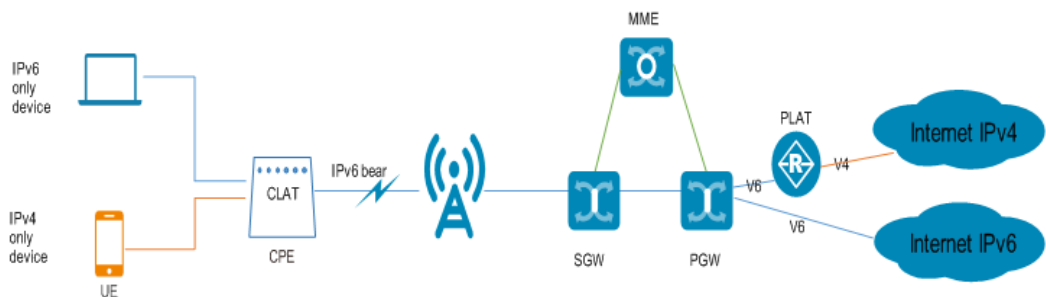 MME
IPv6
only
device
PLAT
Internet IPv4
V4
IPv6 bear
V6
CLAT
R
IPv4
only
device
V6
Internet IPv6
CPE
SGW
PGW
UE